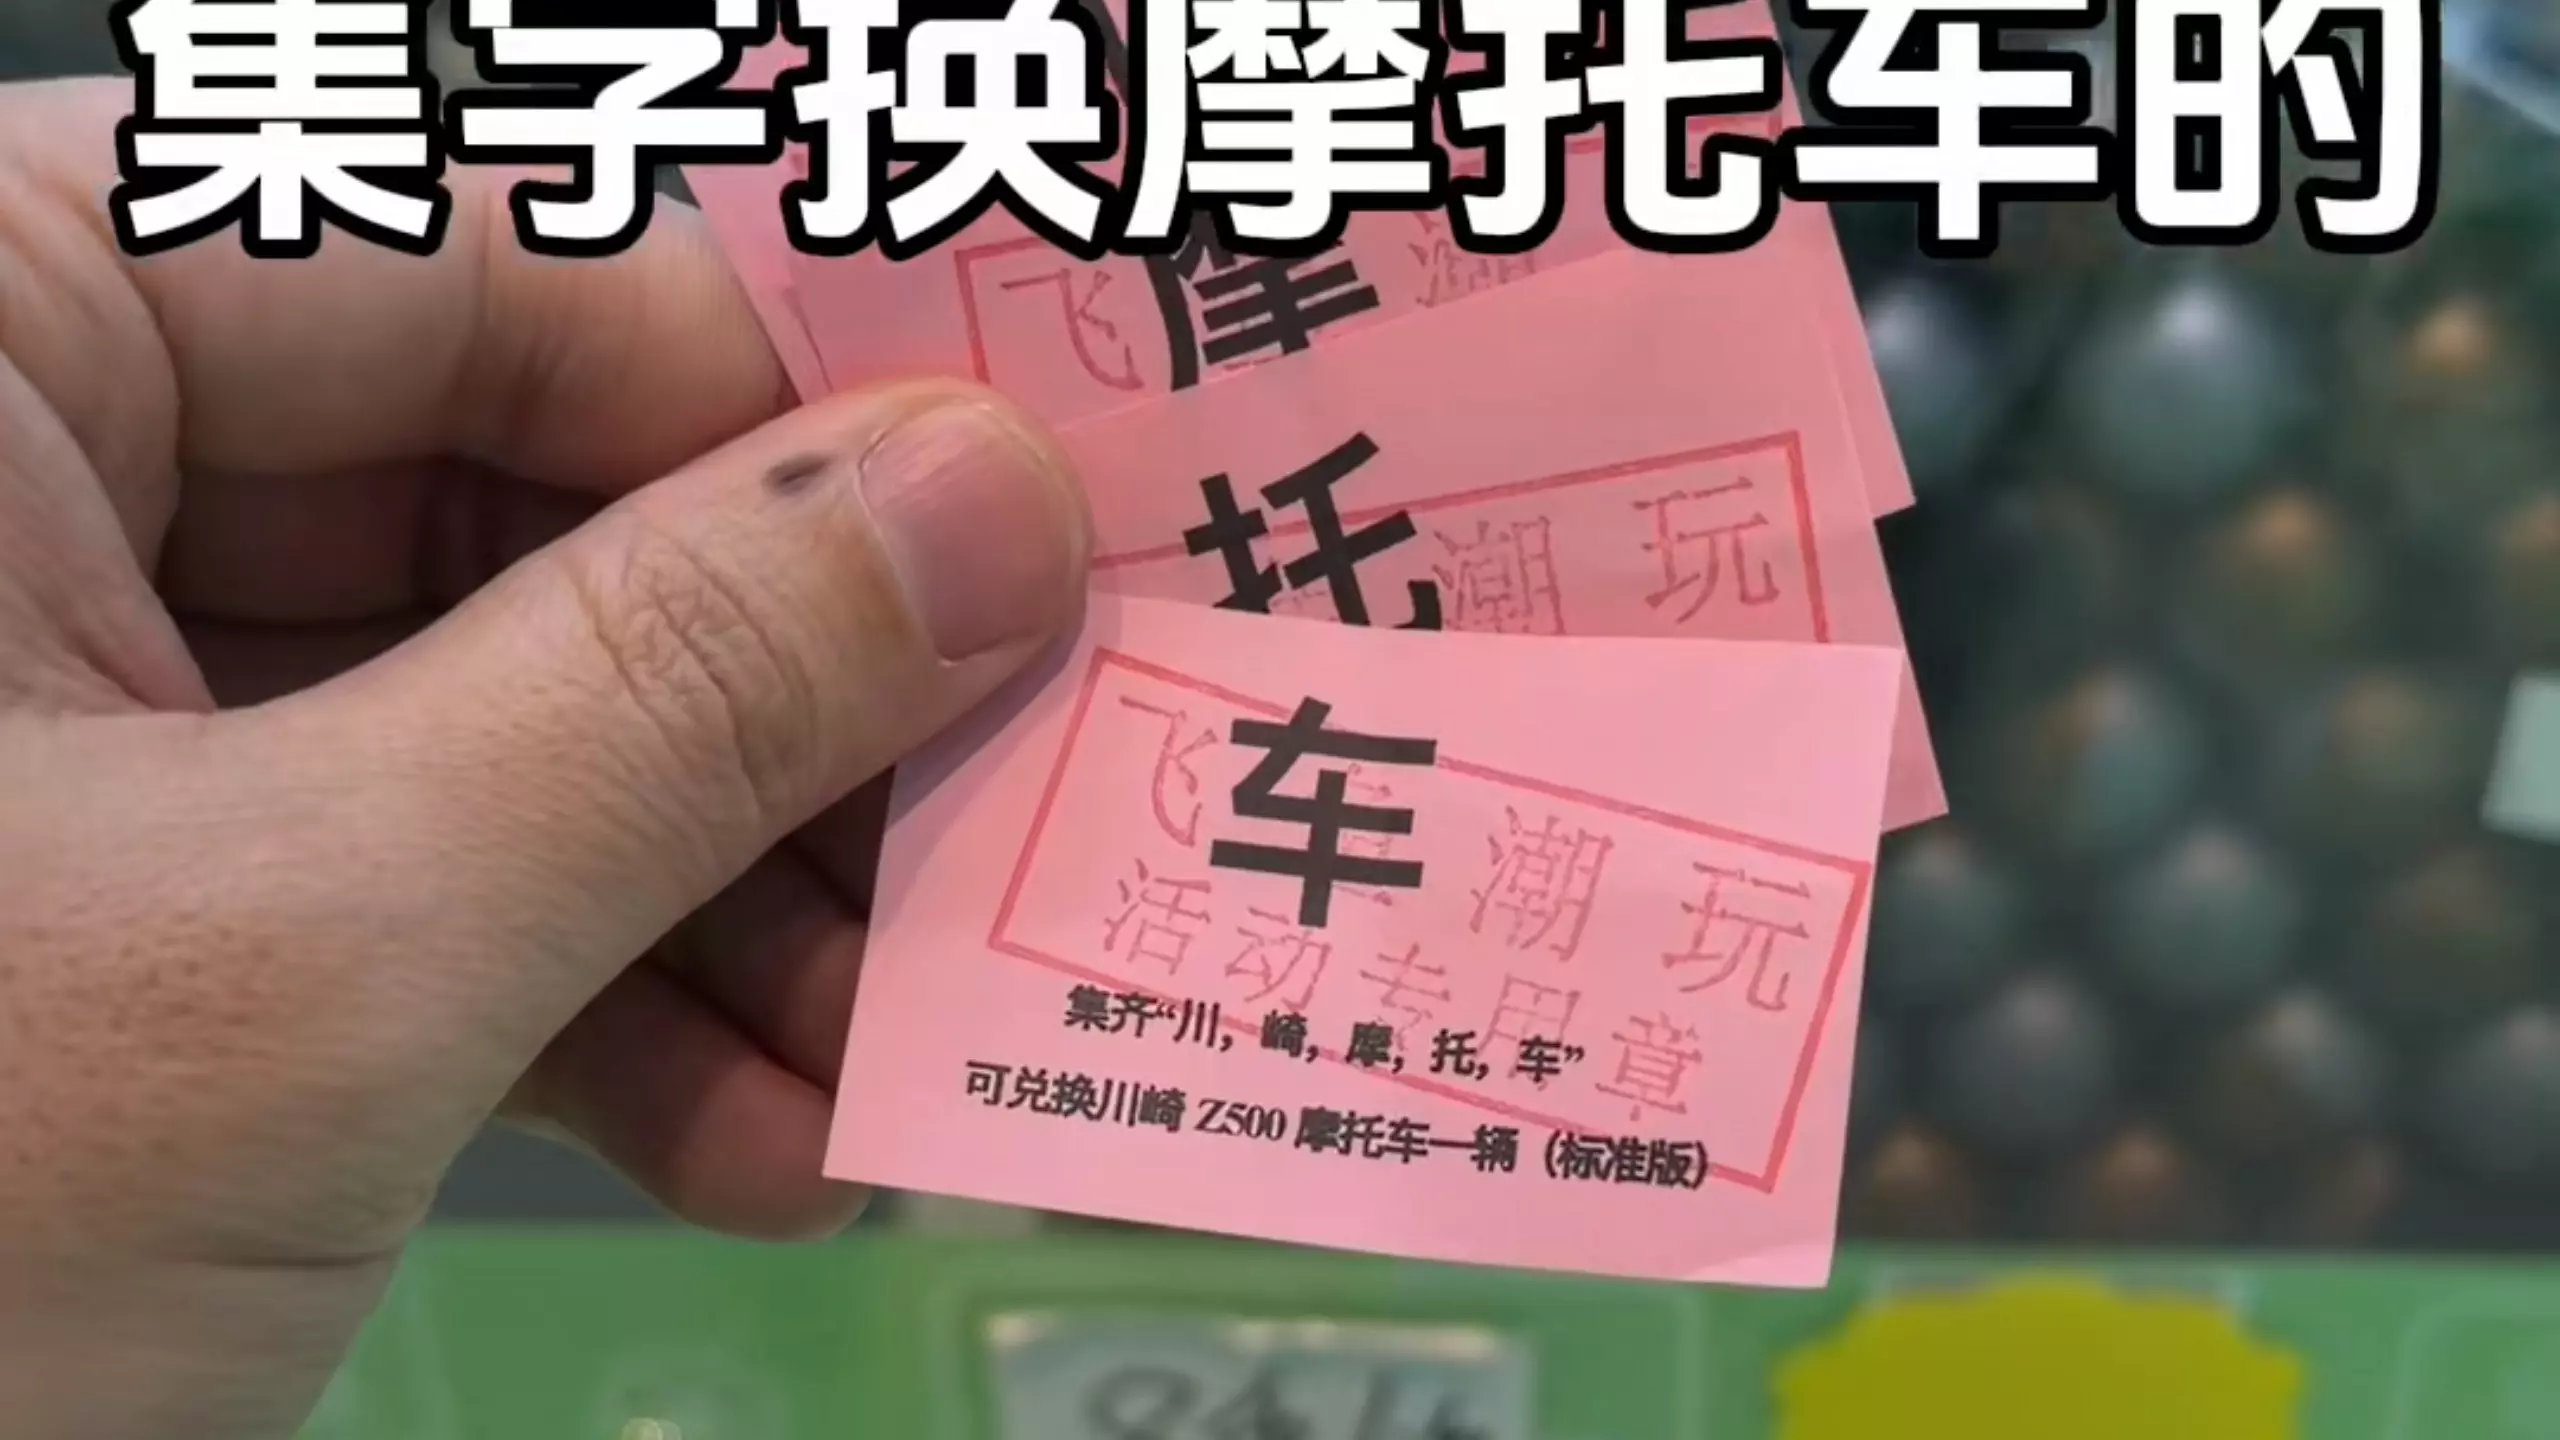 集字换摩托车的
飞 潮
摩
托
潮 玩
车
飞 潮 玩
活动专用章
集齐“川，崎，摩，托，车”
可兑换川崎 Z500 摩托车一辆（标准版）